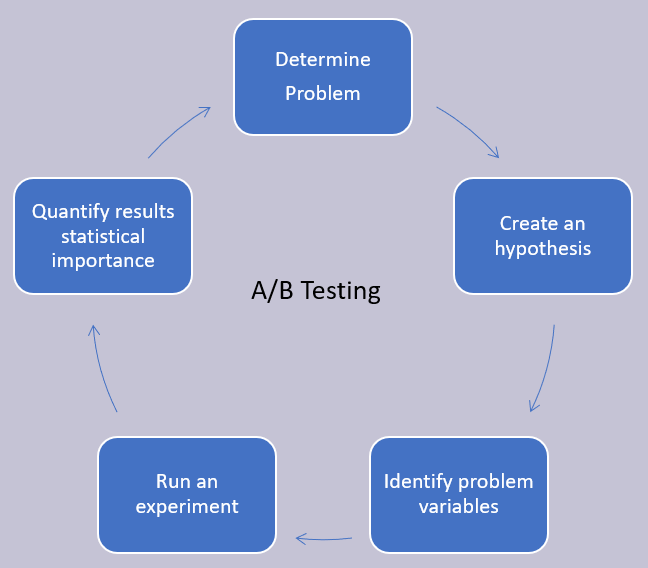 Determine
Problem
Create an
hypothesis
Identify problem
variables
Run an
experiment
Quantify results
statistical
importance
A/B Testing